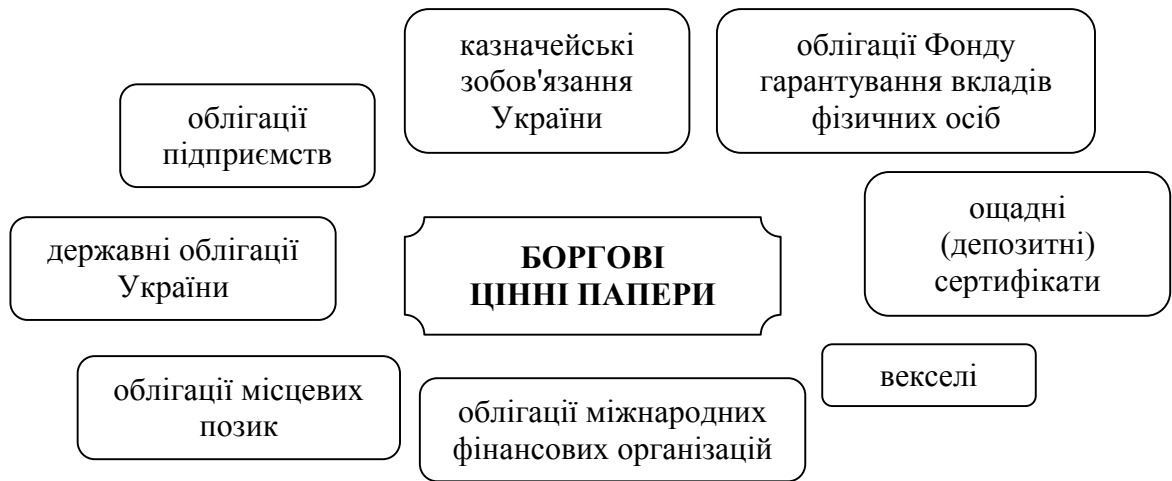 казначейські
зобов'язання
України
облігації Фонду
гарантування вкладів
фізичних осіб
облігації
підприємств
ощадні
(депозитні)
сертифікати
державні облігації
України
БОРГОВІ
ЦІННІ ПАПЕРИ
облігації місцевих
позик
облігації міжнародних
фінансових організацій
векселі